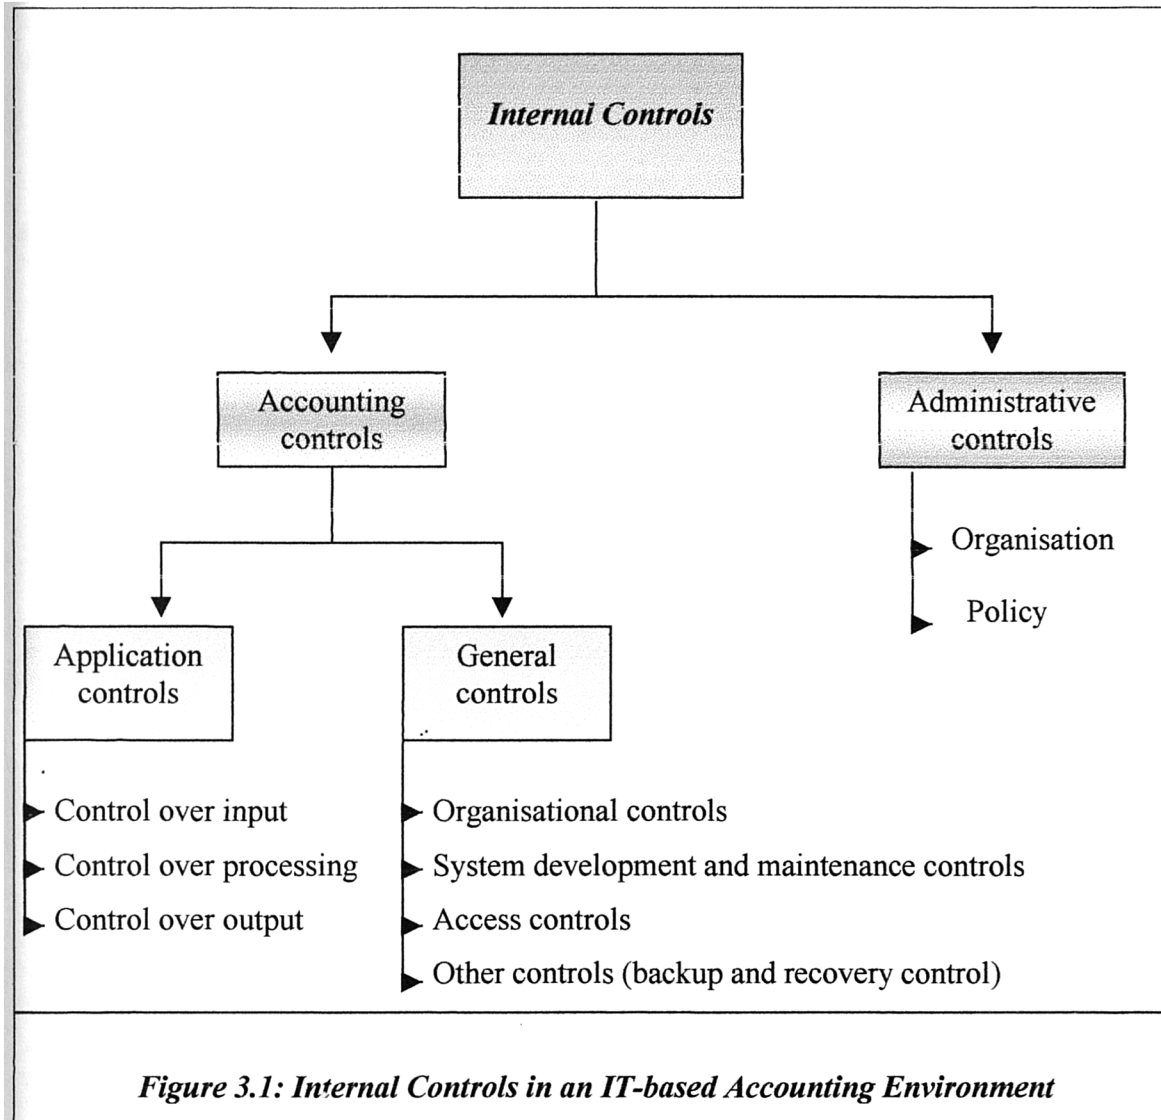 Internal Controls
Accounting
controls
Administrative
controls
Organisation
Policy
Application
controls
General
controls
Control over input
Control over processing
Control over output
Organisational controls
System development and maintenance controls
Access controls
Other controls (backup and recovery control)
Figure 3.1: Internal Controls in an IT-based Accounting Environment